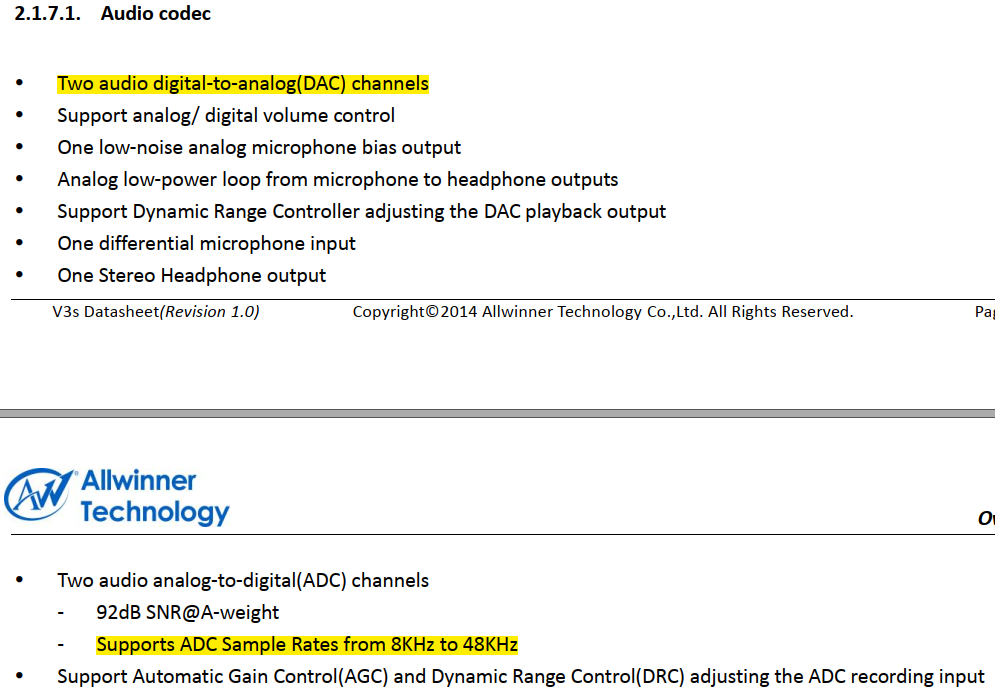 2.1.7.1. Audio codec
• Two audio digital-to-analog(DAC) channels
• Support analog/ digital volume control
• One low-noise analog microphone bias output
• Analog low-power loop from microphone to headphone outputs
• Support Dynamic Range Controller adjusting the DAC playback output
• One differential microphone input
• One Stereo Headphone output
V3s Datasheet(Revision 1.0) Copyright©2014 Allwinner Technology Co.,Ltd. All Rights Reserved.
AW® Allwinner
Technology
• Two audio analog-to-digital(ADC) channels
- 92dB SNR@A-weight
- Supports ADC Sample Rates from 8KHz to 48KHz
• Support Automatic Gain Control(AGC) and Dynamic Range Control(DRC) adjusting the ADC recording input